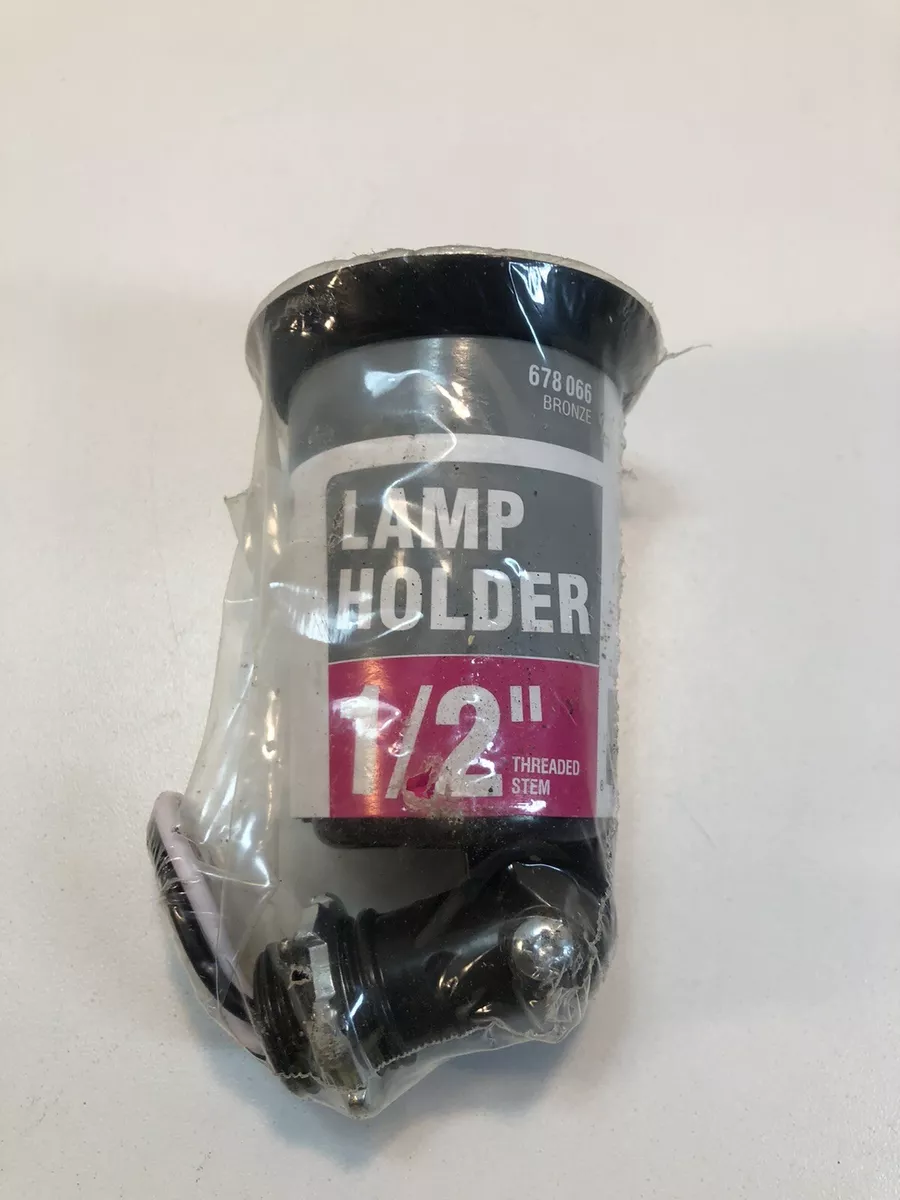 678 066
BRONZE
LAMP
HOLDER
1/2"
THREADED
STEM